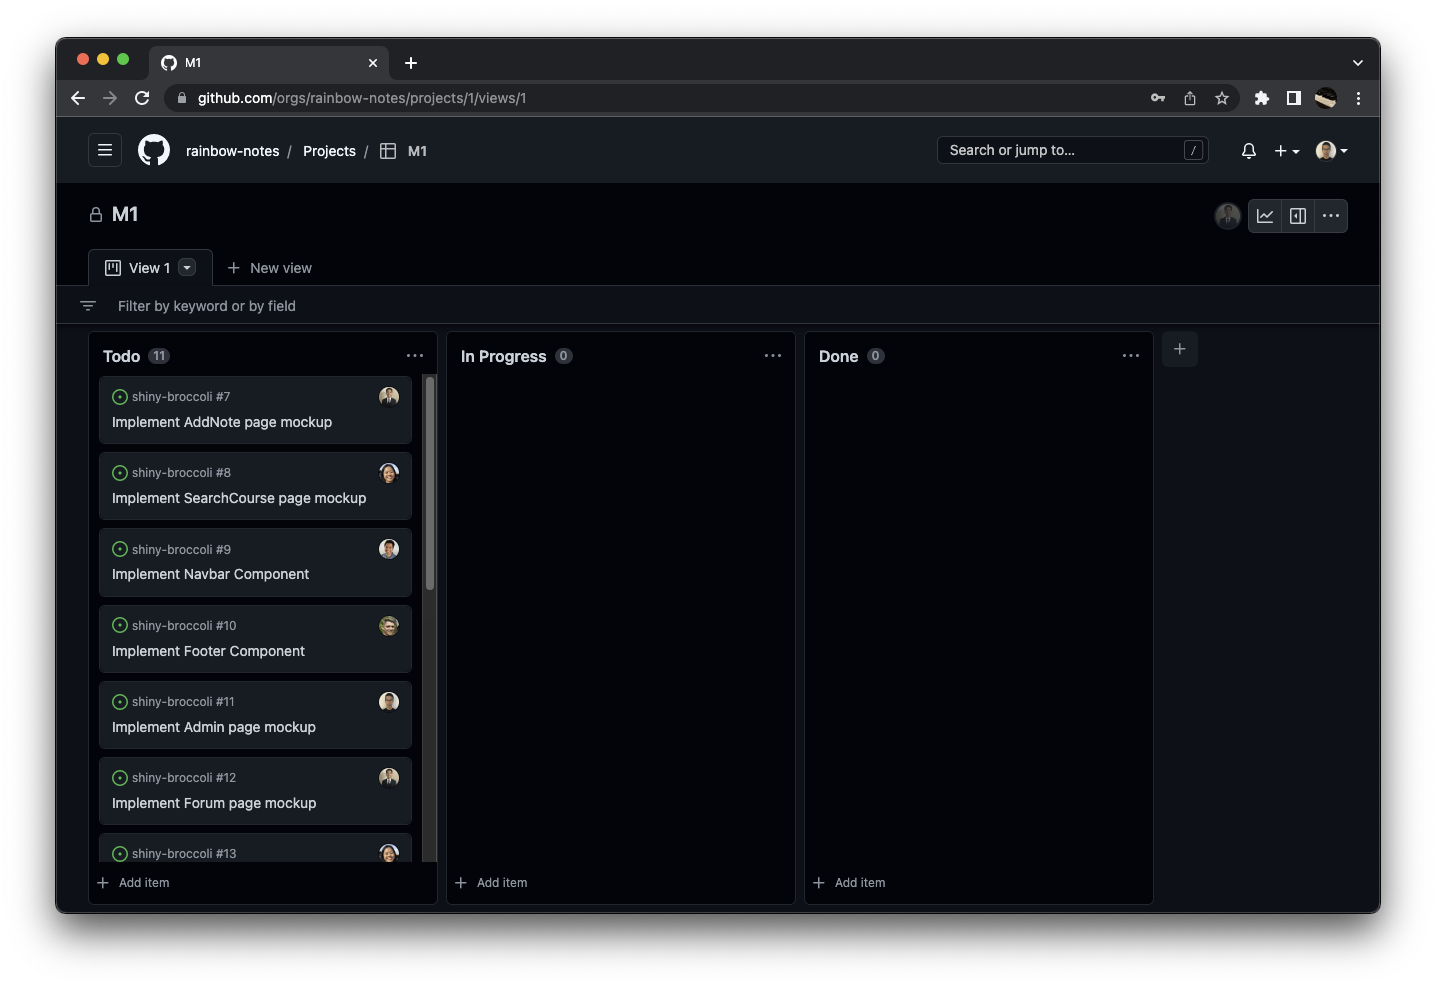 M1
github.com/orgs/rainbow-notes/projects/1/views/1
rainbow-notes / Projects / M1
Search or jump to... /
M1
View 1 New view
Filter by keyword or by field
Todo 11
shiny-broccoli #7
Implement AddNote page mockup
shiny-broccoli #8
Implement SearchCourse page mockup
shiny-broccoli #9
Implement Navbar Component
shiny-broccoli #10
Implement Footer Component
shiny-broccoli #11
Implement Admin page mockup
shiny-broccoli #12
Implement Forum page mockup
shiny-broccoli #13
Add item
In Progress 0
Add item
Done 0
Add item